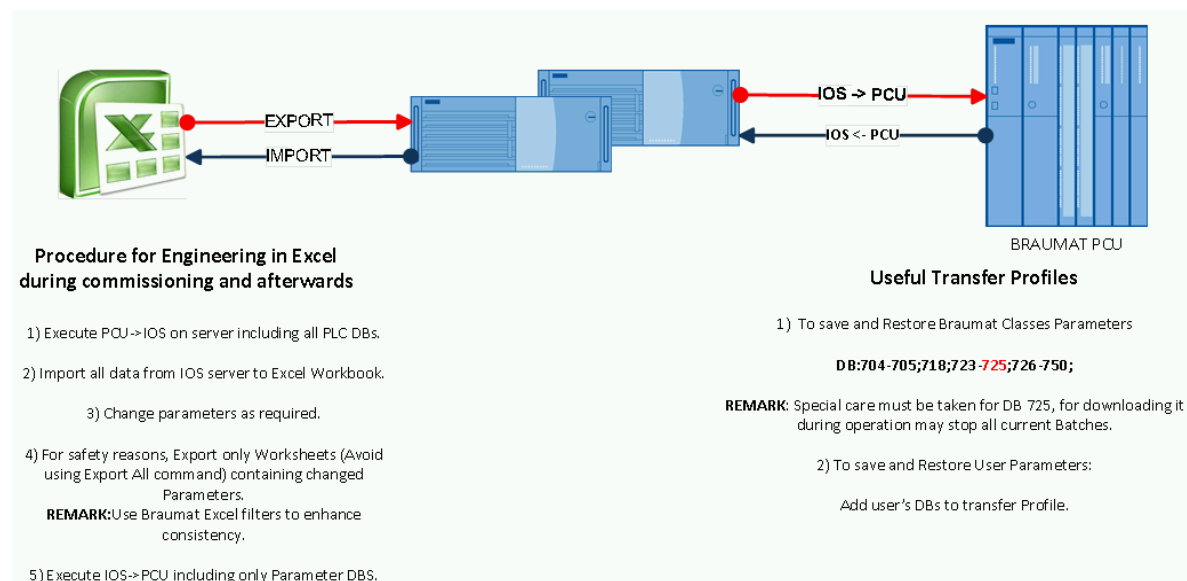 EXPORT
IMPORT
IOS -> PCU
IOS <- PCU
BRAUMAT PCU
Procedure for Engineering in Excel
during commissioning and afterwards
1) Execute PCU->IOS on server including all PLC DBs.
2) Import all data from IOS server to Excel Workbook.
3) Change parameters as required.
4) For safety reasons, Export only Worksheets (Avoid
using Export All command) containing changed
Parameters.
REMARK:Use Braumat Excel filters to enhance
consistency.
5) Execute IOS->PCU including only Parameter DBS.
Useful Transfer Profiles
1) To save and Restore Braumat Classes Parameters
DB:704-705;718;723-725;726-750;
REMARK: Special care must be taken for DB 725, for downloading it
during operation may stop all current Batches.
2) To save and Restore User Parameters:
Add user's DBs to transfer Profile.